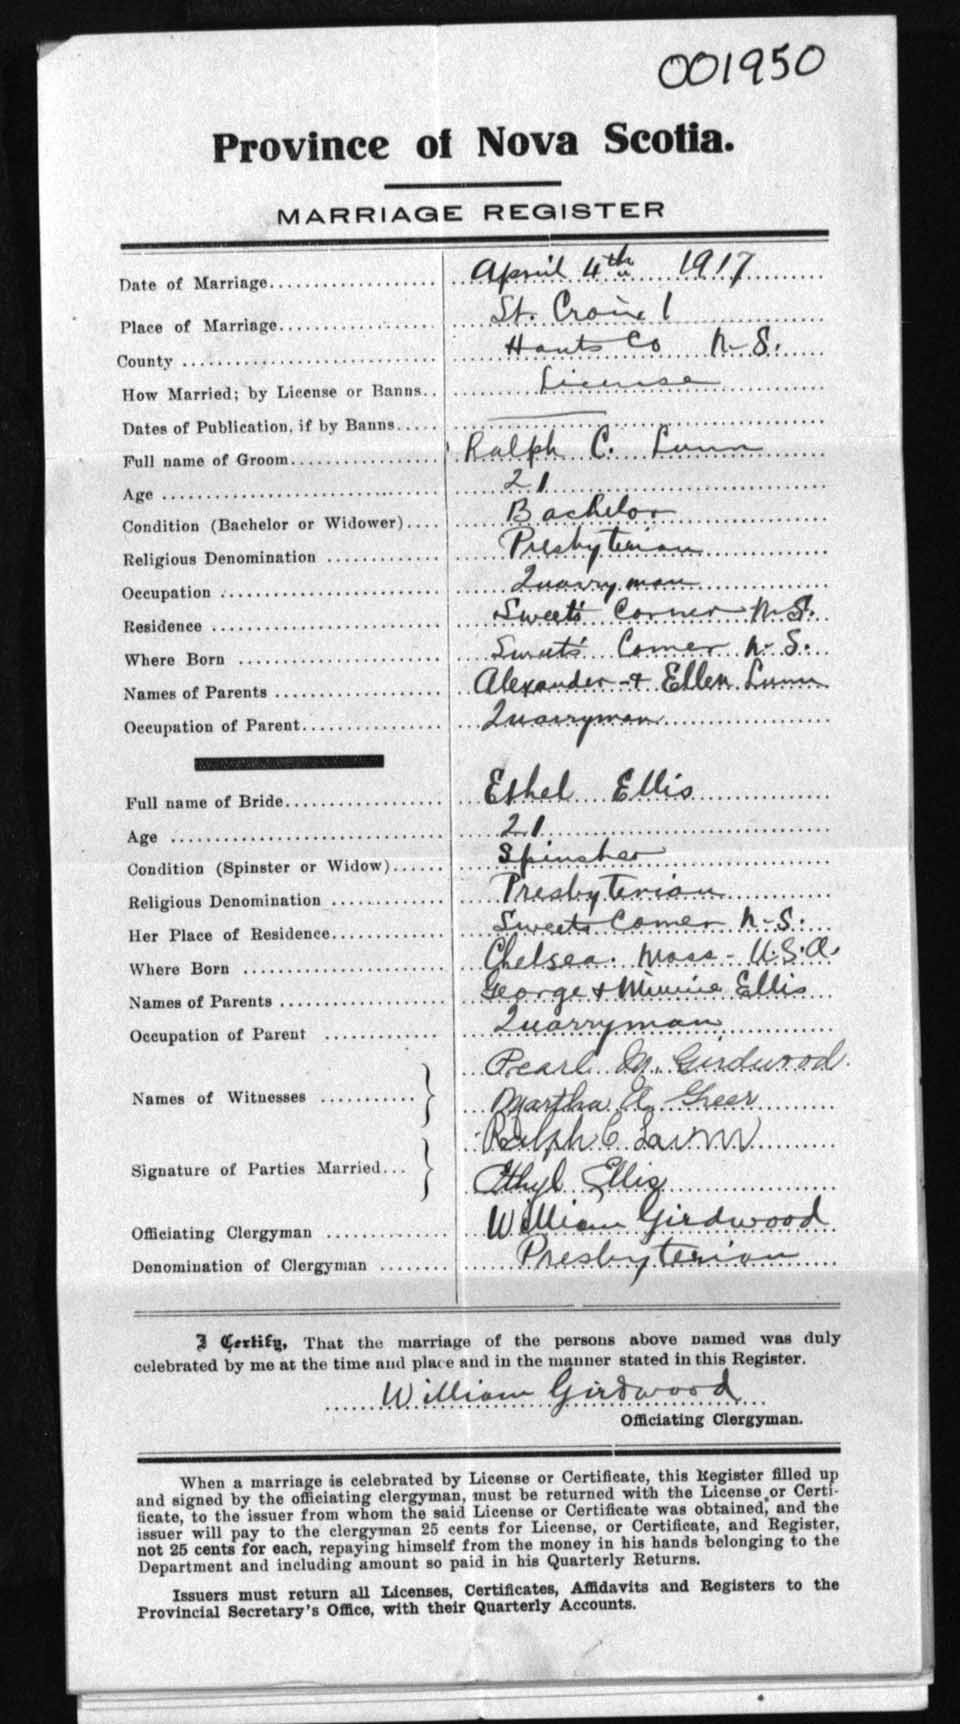 001950
Province of Nova Scotia.
MARRIAGE REGISTER
Date of Marriage................... April 4th 1917
Place of Marriage.................. St. Croix
County ............................ Hants Co N.S.
How Married; by License or Banns.. License
Dates of Publication, if by Banns.....
Full name of Groom................. Ralph C. Lunn
Age ............................... 21
Condition (Bachelor or Widower).... Bachelor
Religious Denomination ............ Presbyterian
Occupation ........................ Quarryman
Residence ......................... Sweet's Corner N.S.
Where Born ........................ Sweet's Corner N.S.
Names of Parents .................. Alexander + Ellen Lunn
Occupation of Parent............... Quarryman
Full name of Bride................. Ethel Ellis
Age ............................... 21
Condition (Spinster or Widow)...... Spinster
Religious Denomination ............ Presbyterian
Her Place of Residence............. Sweets Corner N.S.
Where Born ........................ Chelsea. Mass. U.S.A.
Names of Parents .................. George + Minnie Ellis
Occupation of Parent .............. Quarryman
Pearl M. Girdwood
Names of Witnesses ........... Martha A. Greer
Ralph C Lunn
Signature of Parties Married... Ethyl Ellis
Officiating Clergyman ............. William Girdwood
Denomination of Clergyman ........ Presbyterian
I Certify, That the marriage of the persons above named was duly
celebrated by me at the time and place and in the manner stated in this Register.
William Girdwood
Officiating Clergyman.
When a marriage is celebrated by License or Certificate, this Register filled up
and signed by the officiating clergyman, must be returned with the License or Certi-
ficate, to the issuer from whom the said License or Certificate was obtained, and the
issuer will pay to the clergyman 25 cents for License, or Certificate, and Register,
not 25 cents for each, repaying himself from the money in his hands belonging to the
Department and including amount so paid in his Quarterly Returns.
Issuers must return all Licenses, Certificates, Affidavits and Registers to the
Provincial Secretary's Office, with their Quarterly Accounts.